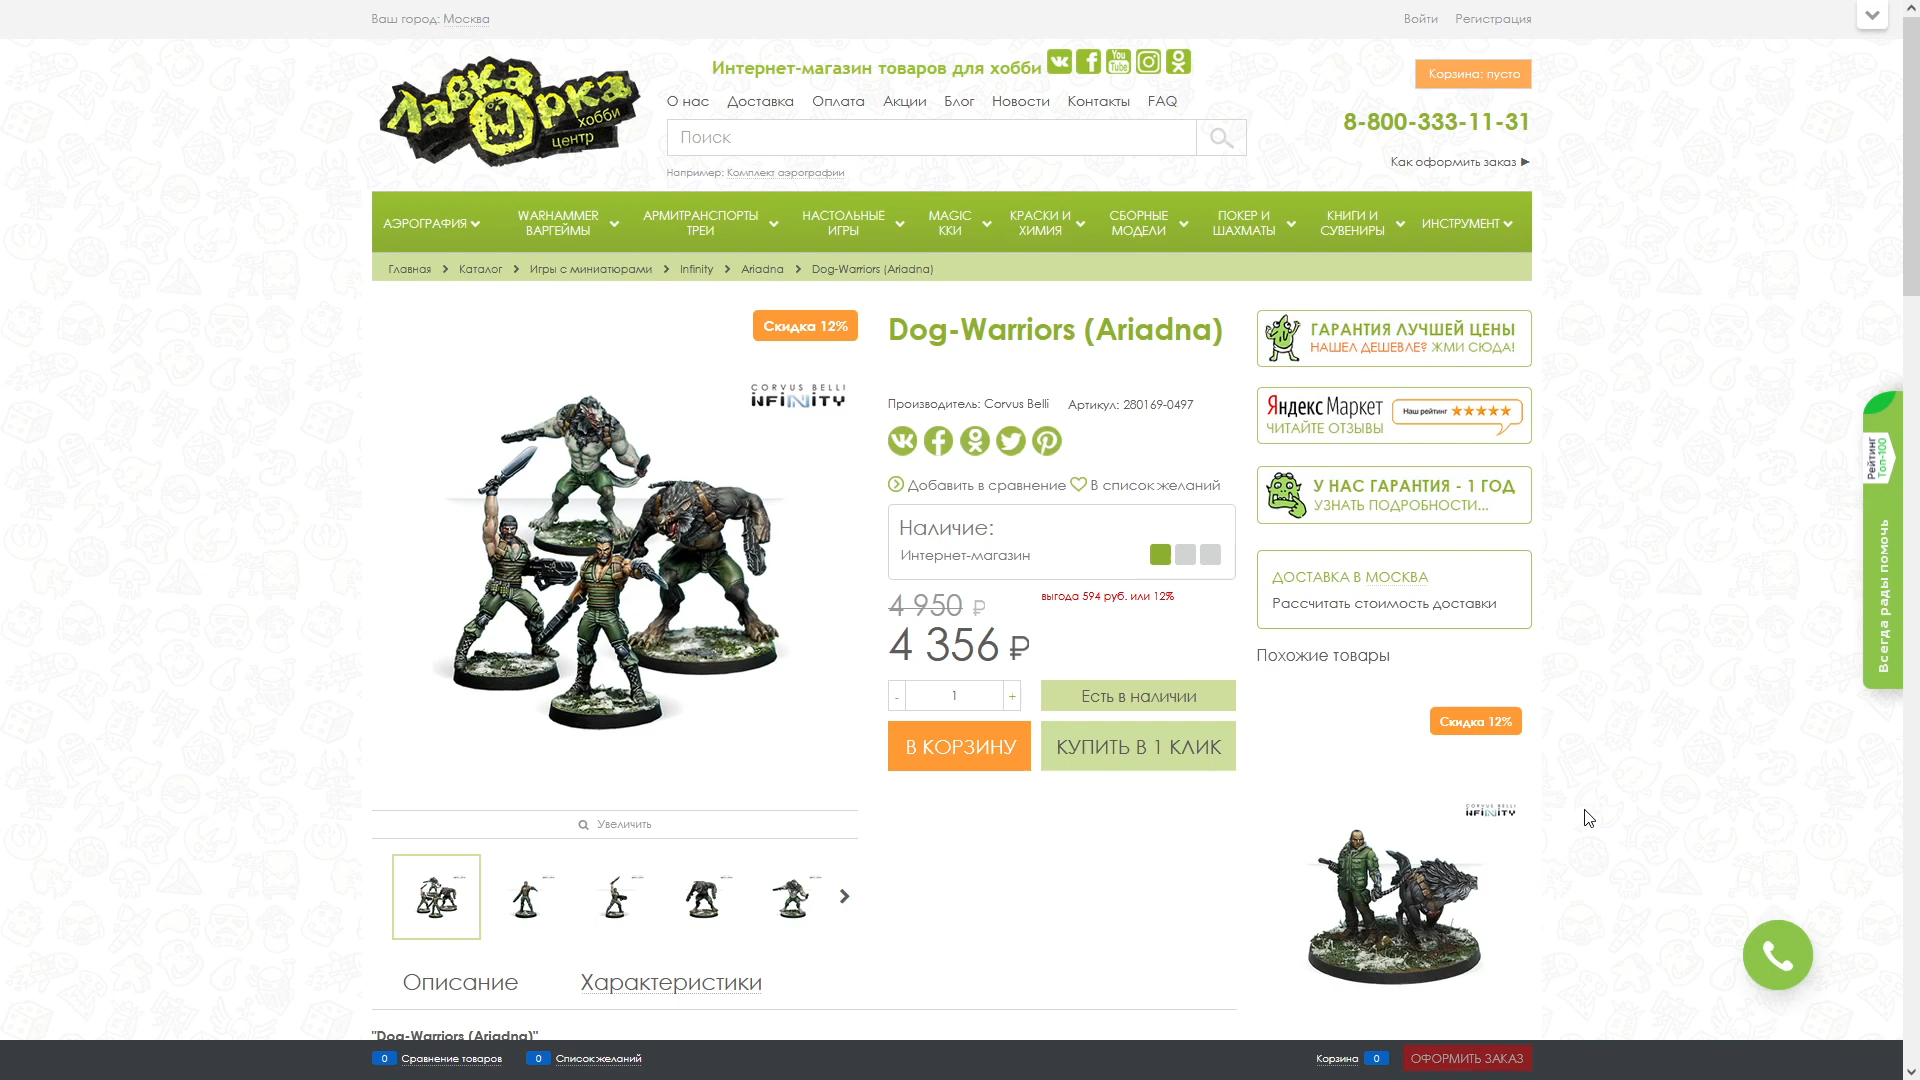 Ваш город: Москва
Войти Регистрация
Лавка Орка
хобби
центр
Интернет-магазин товаров для хобби
You
Tube
О нас Доставка Оплата Акции Блог Новости Контакты FAQ
Поиск
Например: Комплект аэрографии
Корзина: пусто
8-800-333-11-31
Как оформить заказ ►
АЭРОГРАФИЯ
WARHAMMER
ВАРГЕЙМЫ
АРМИТРАНСПОРТЫ
ТРЕИ
НАСТОЛЬНЫЕ
ИГРЫ
MAGIC
ККИ
КРАСКИ И
ХИМИЯ
СБОРНЫЕ
МОДЕЛИ
ПОКЕР И
ШАХМАТЫ
КНИГИ И
СУВЕНИРЫ
ИНСТРУМЕНТ
Главная Каталог Игры с миниатюрами Infinity Ariadna Dog-Warriors (Ariadna)
Скидка 12%
CORVUS BELLI
INFINITY
Увеличить
Dog-Warriors (Ariadna)
Производитель: Corvus Belli Артикул: 280169-0497
Добавить в сравнение В список желаний
Наличие:
Интернет-магазин
4 950 ₽
выгода 594 руб. или 12%
4 356 ₽
- 1 +
Есть в наличии
В КОРЗИНУ
КУПИТЬ В 1 КЛИК
ГАРАНТИЯ ЛУЧШЕЙ ЦЕНЫ
НАШЕЛ ДЕШЕВЛЕ? ЖМИ СЮДА!
Яндекс Маркет
ЧИТАЙТЕ ОТЗЫВЫ
Наш рейтинг ★★★★★
У НАС ГАРАНТИЯ - 1 ГОД
УЗНАТЬ ПОДРОБНОСТИ...
ДОСТАВКА В МОСКВА
Рассчитать стоимость доставки
Похожие товары
Скидка 12%
CORVUS BELLI
INFINITY
Рейтинг
Топ-100
Всегда рады помочь
Описание Характеристики
"Dog-Warriors (Ariadna)"
0 Сравнение товаров 0 Список желаний
Корзина 0 ОФОРМИТЬ ЗАКАЗ